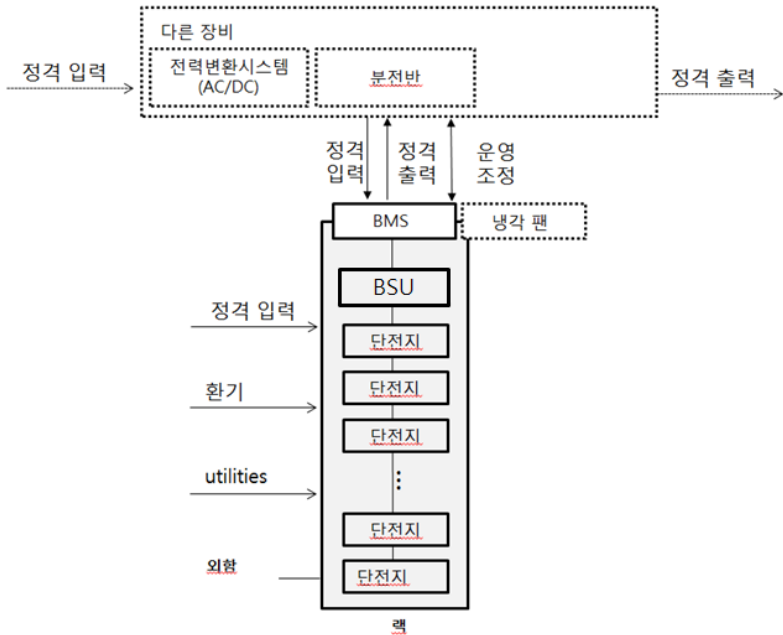 다른 장비
정격 입력
전력변환시스템
(AC/DC)
분전반
정격 출력
정격
입력
정격
출력
운영
조정
BMS
냉각 팬
BSU
정격 입력
단전지
단전지
환기
단전지
utilities
단전지
외함
단전지
랙